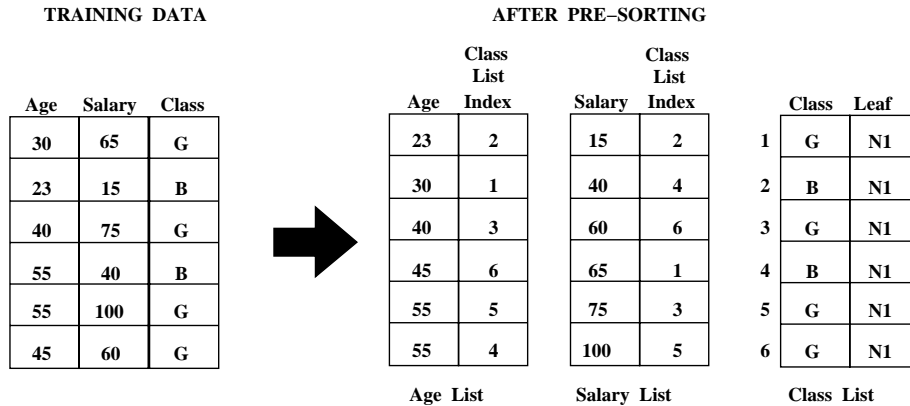 TRAINING DATA
AFTER PRE−SORTING
Age Salary Class
30 65 G
23 15 B
40 75 G
55 40 B
55 100 G
45 60 G
Class
List
Age Index
23 2
30 1
40 3
45 6
55 5
55 4
Age List
Class
List
Salary Index
15 2
40 4
60 6
65 1
75 3
100 5
Salary List
Class Leaf
1 G N1
2 B N1
3 G N1
4 B N1
5 G N1
6 G N1
Class List